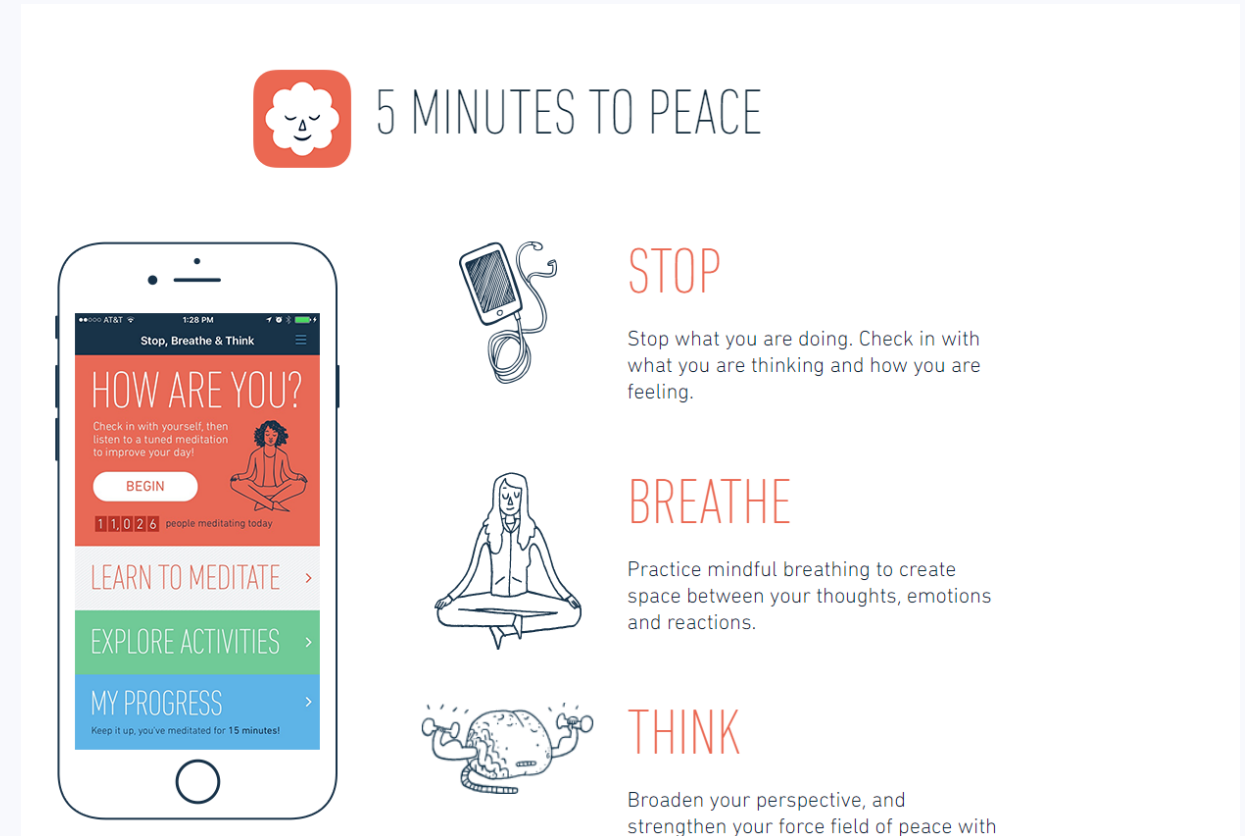 5 MINUTES TO PEACE
AT&T
1:28 PM
Stop, Breathe & Think
HOW ARE YOU?
Check in with yourself, then
listen to a tuned meditation
to improve your day!
BEGIN
11,026 people meditating today
LEARN TO MEDITATE
EXPLORE ACTIVITIES
MY PROGRESS
Keep it up, you've meditated for 15 minutes!
STOP
Stop what you are doing. Check in with
what you are thinking and how you are
feeling.
BREATHE
Practice mindful breathing to create
space between your thoughts, emotions
and reactions.
THINK
Broaden your perspective, and
strengthen your force field of peace with